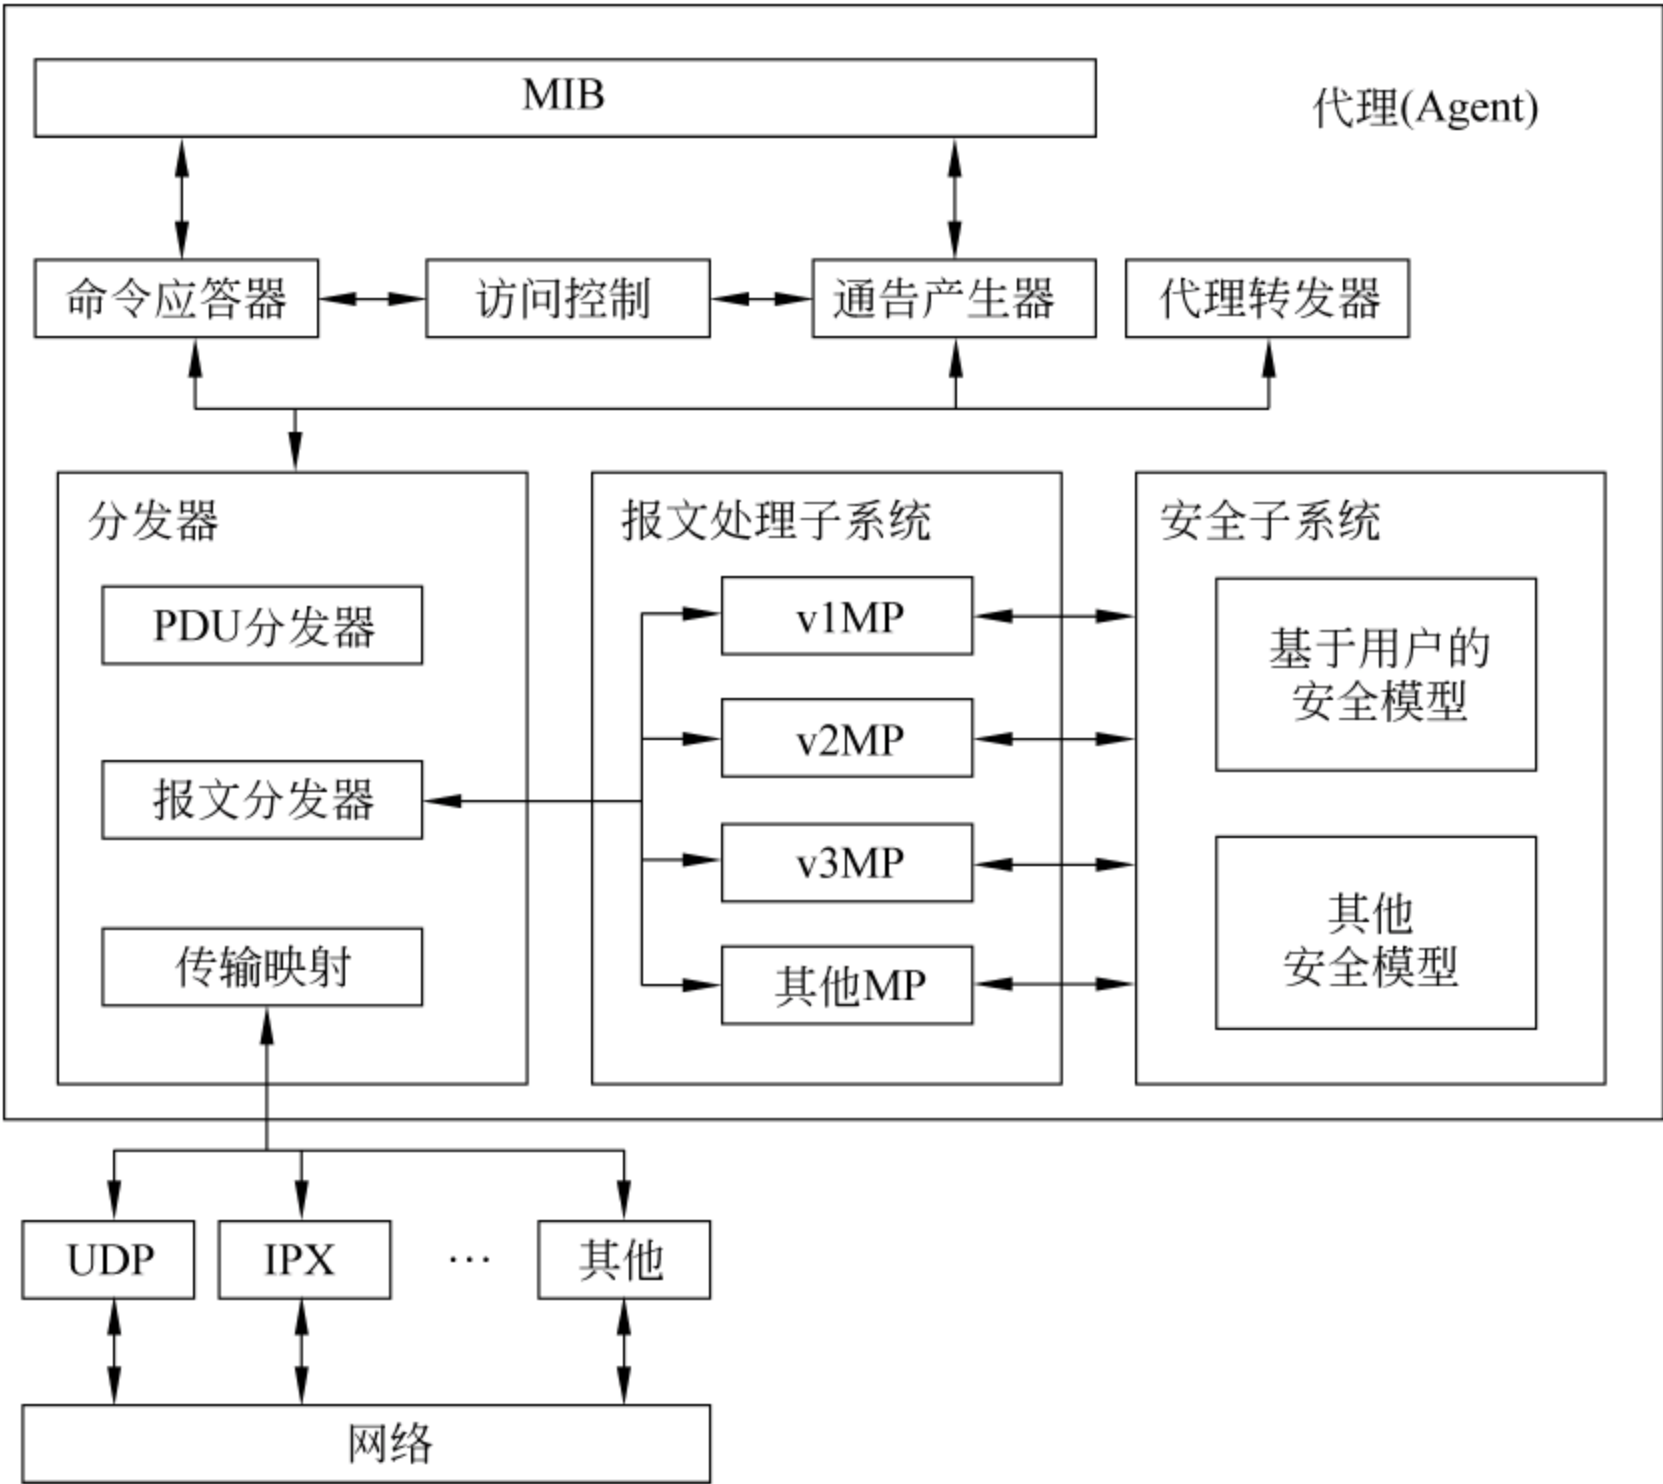 MIB
代理(Agent)
命令应答器
访问控制
通告产生器
代理转发器
分发器
PDU分发器
报文分发器
传输映射
报文处理子系统
v1MP
v2MP
v3MP
其他MP
安全子系统
基于用户的
安全模型
其他
安全模型
UDP
IPX
…
其他
网络